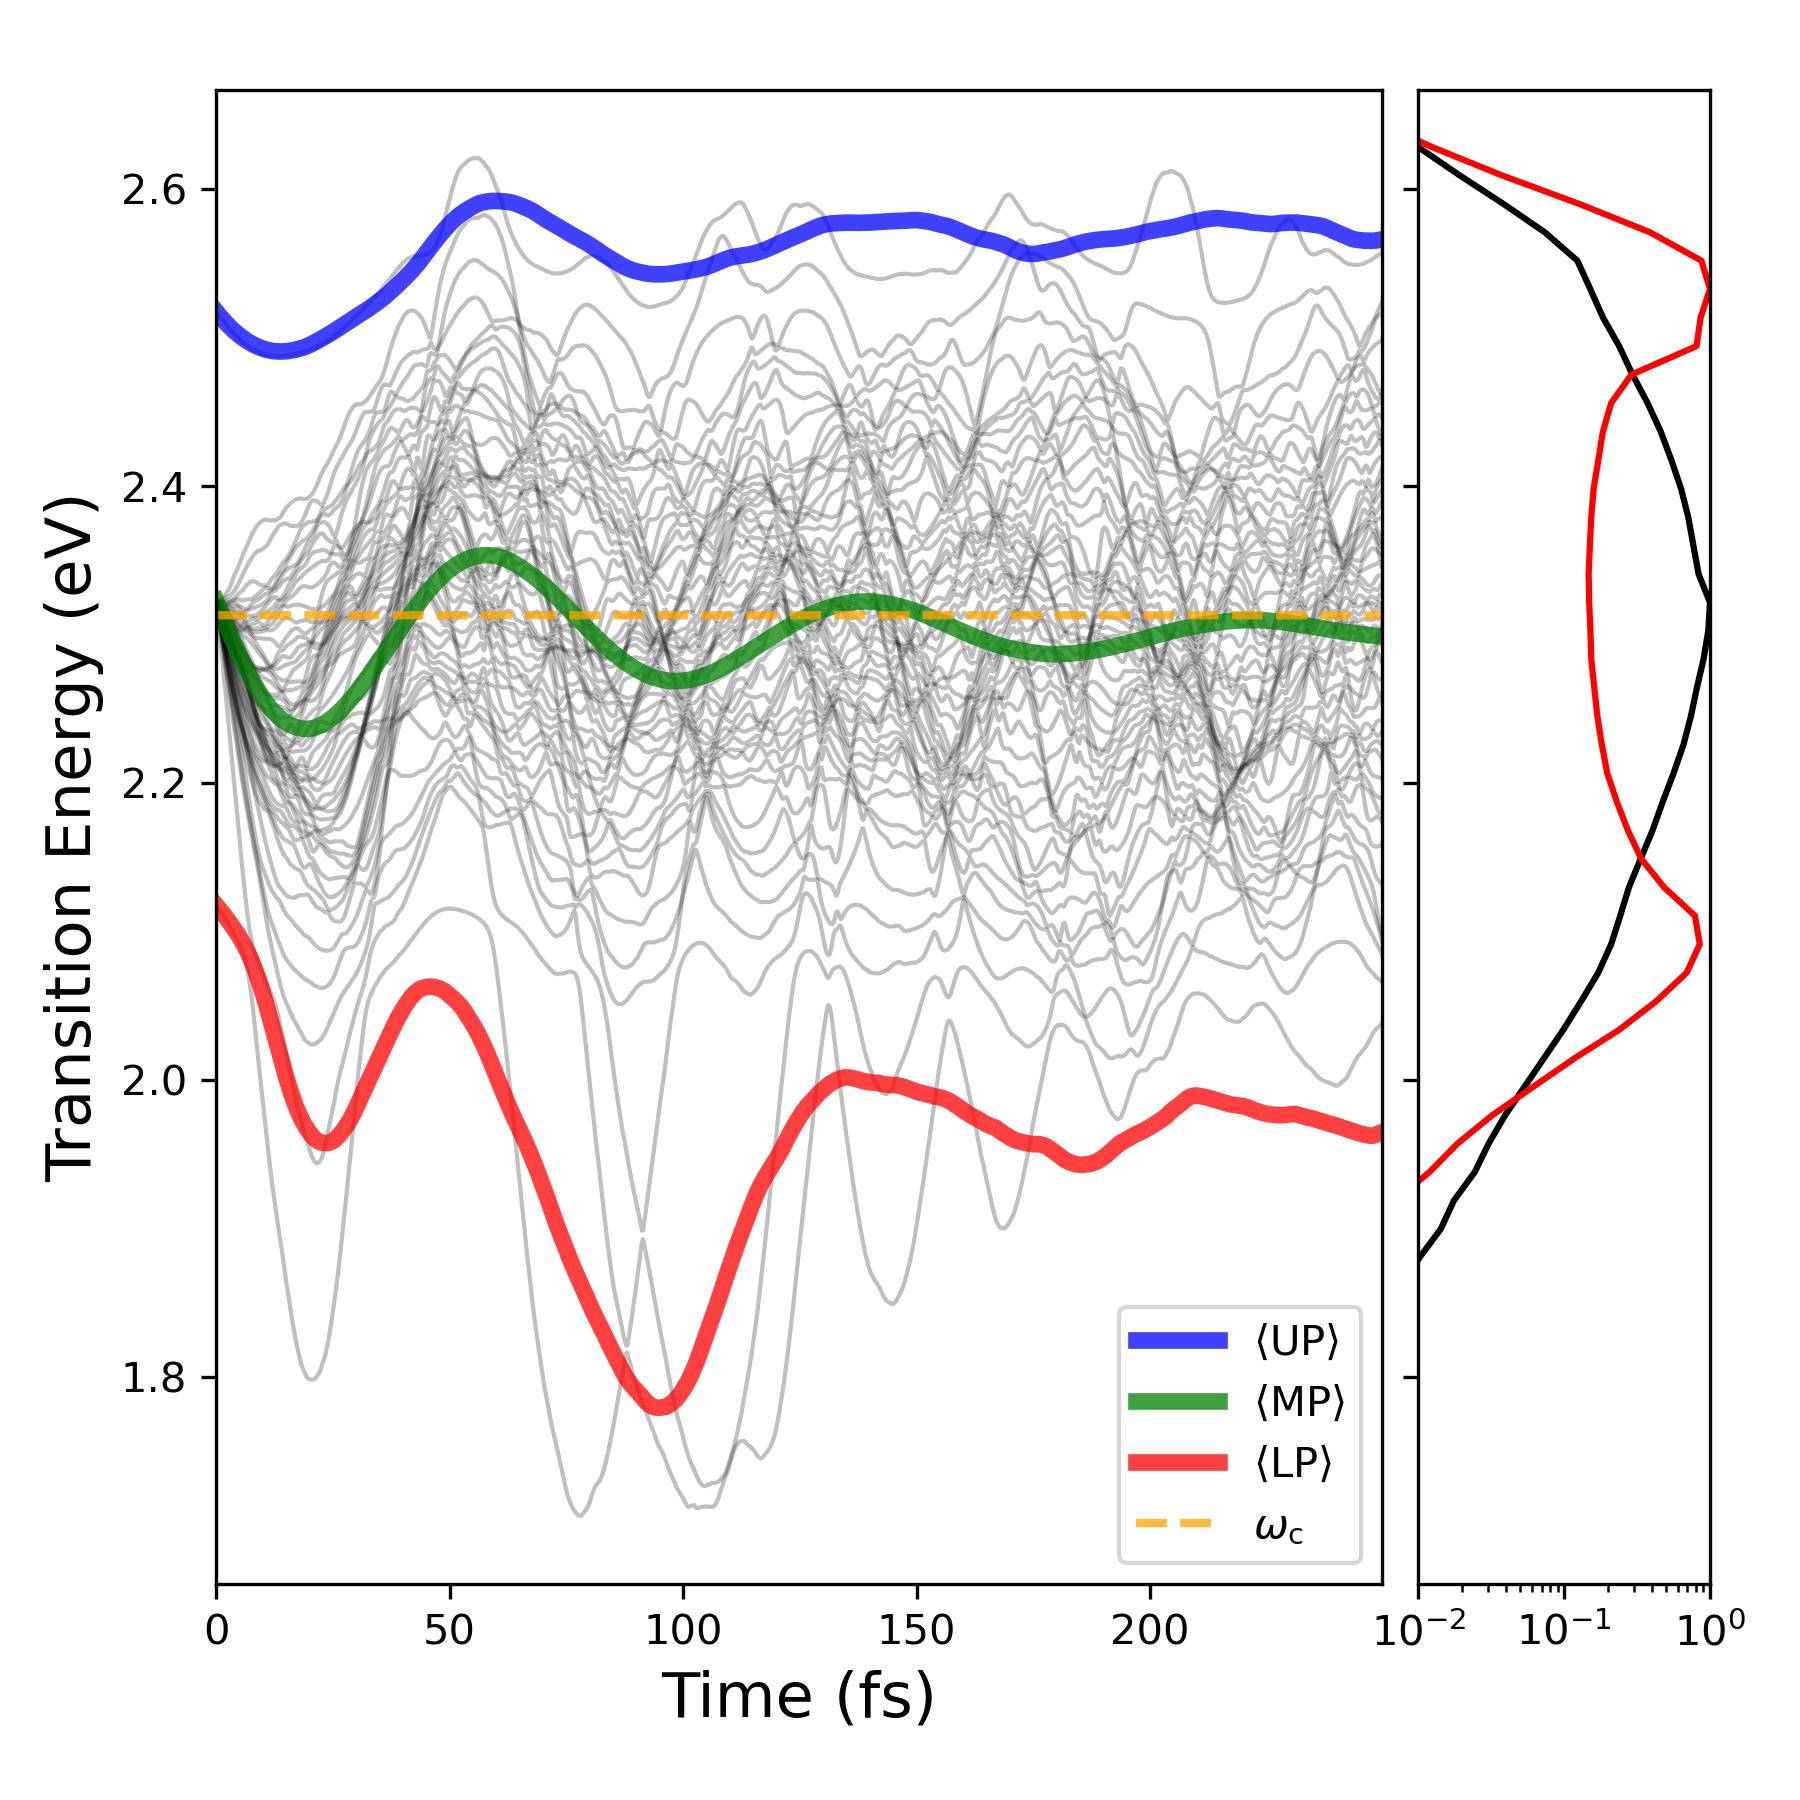 Transition Energy (eV)
2.6
2.4
2.2
2.0
1.8
0 50 100 150 200
Time (fs)
10⁻² 10⁻¹ 10⁰
⟨UP⟩
⟨MP⟩
⟨LP⟩
ω_c